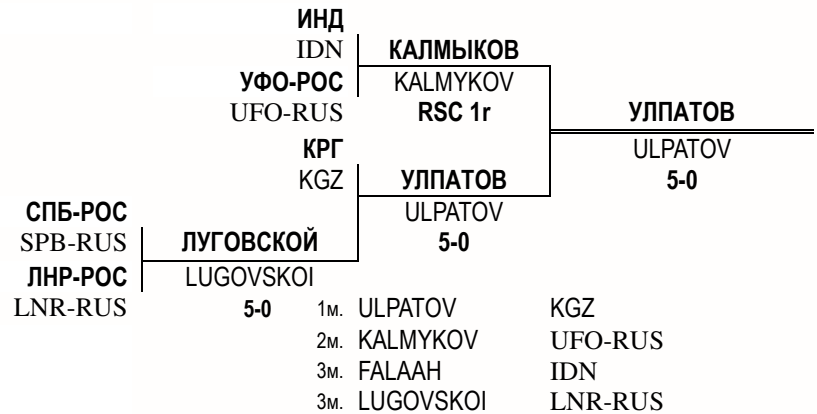 ИНД
IDN КАЛМЫКОВ
УФО-РОС KALMYKOV
UFO-RUS RSC 1r УЛПАТОВ
КРГ ULPATOV
KGZ УЛПАТОВ 5-0
СПБ-РОС ULPATOV
SPB-RUS ЛУГОВСКОЙ 5-0
ЛНР-РОС LUGOVSKOI
LNR-RUS 5-0 1м. ULPATOV KGZ
2м. KALMYKOV UFO-RUS
3м. FALAAH IDN
3м. LUGOVSKOI LNR-RUS